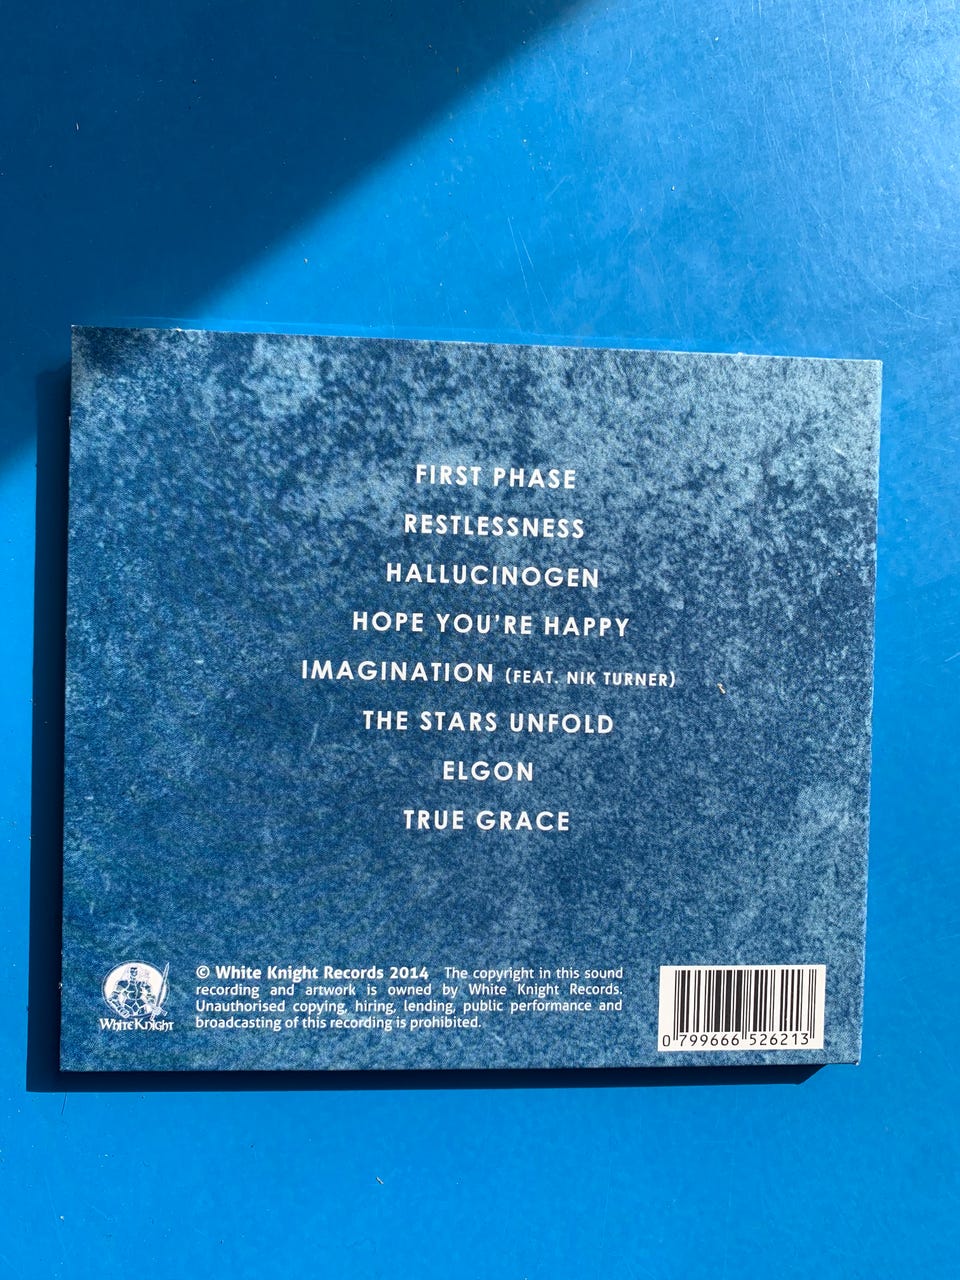 FIRST PHASE
RESTLESSNESS
HALLUCINOGEN
HOPE YOU'RE HAPPY
IMAGINATION (FEAT. NIK TURNER)
THE STARS UNFOLD
ELGON
TRUE GRACE
WHITE KNIGHT
© White Knight Records 2014 The copyright in this sound
recording and artwork is owned by White Knight Records.
Unauthorised copying, hiring, lending, public performance and
broadcasting of this recording is prohibited.
0 799666 526213